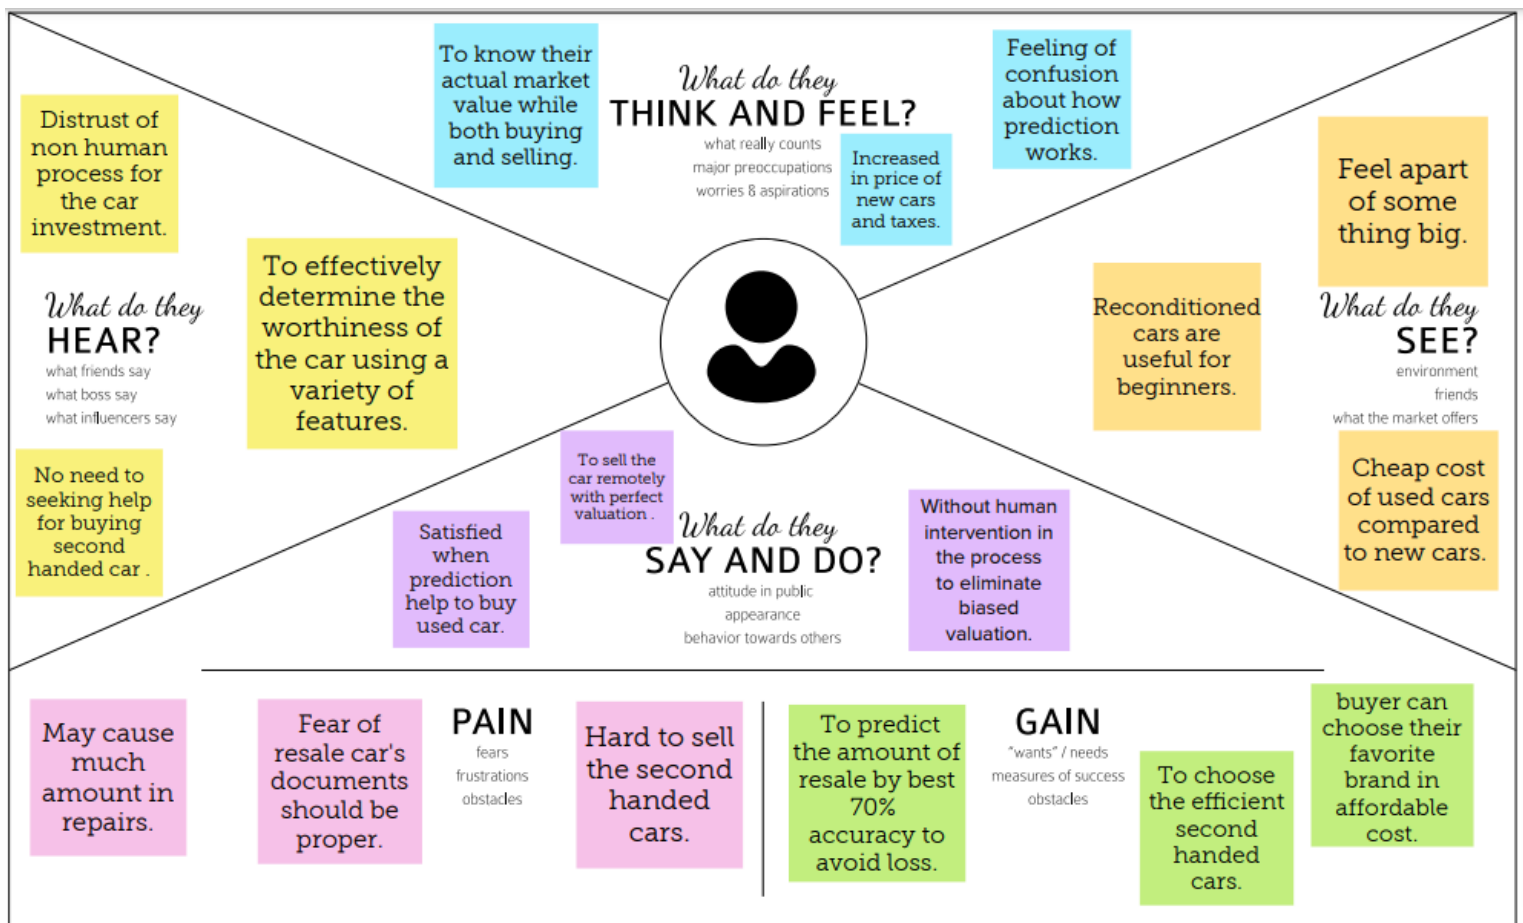 To know their
actual market
value while
both buying
and selling.
What do they
THINK AND FEEL?
what really counts
major preoccupations
worries & aspirations
Increased
in price of
new cars
and taxes.
Feeling of
confusion
about how
prediction
works.
Distrust of
non human
process for
the car
investment.
To effectively
determine the
worthiness of
the car using a
variety of
features.
What do they
HEAR?
what friends say
what boss say
what influencers say
No need to
seeking help
for buying
second
handed car .
Feel apart
of some
thing big.
Reconditioned
cars are
useful for
beginners.
What do they
SEE?
environment
friends
what the market offers
Cheap cost
of used cars
compared
to new cars.
To sell the
car remotely
with perfect
valuation .
Satisfied
when
prediction
help to buy
used car.
What do they
SAY AND DO?
attitude in public
appearance
behavior towards others
Without human
intervention in
the process
to eliminate
biased
valuation.
May cause
much
amount in
repairs.
Fear of
resale car's
documents
should be
proper.
PAIN
fears
frustrations
obstacles
Hard to sell
the second
handed
cars.
To predict
the amount of
resale by best
70%
accuracy to
avoid loss.
GAIN
"wants" / needs
measures of success
obstacles
To choose
the efficient
second
handed
cars.
buyer can
choose their
favorite
brand in
affordable
cost.